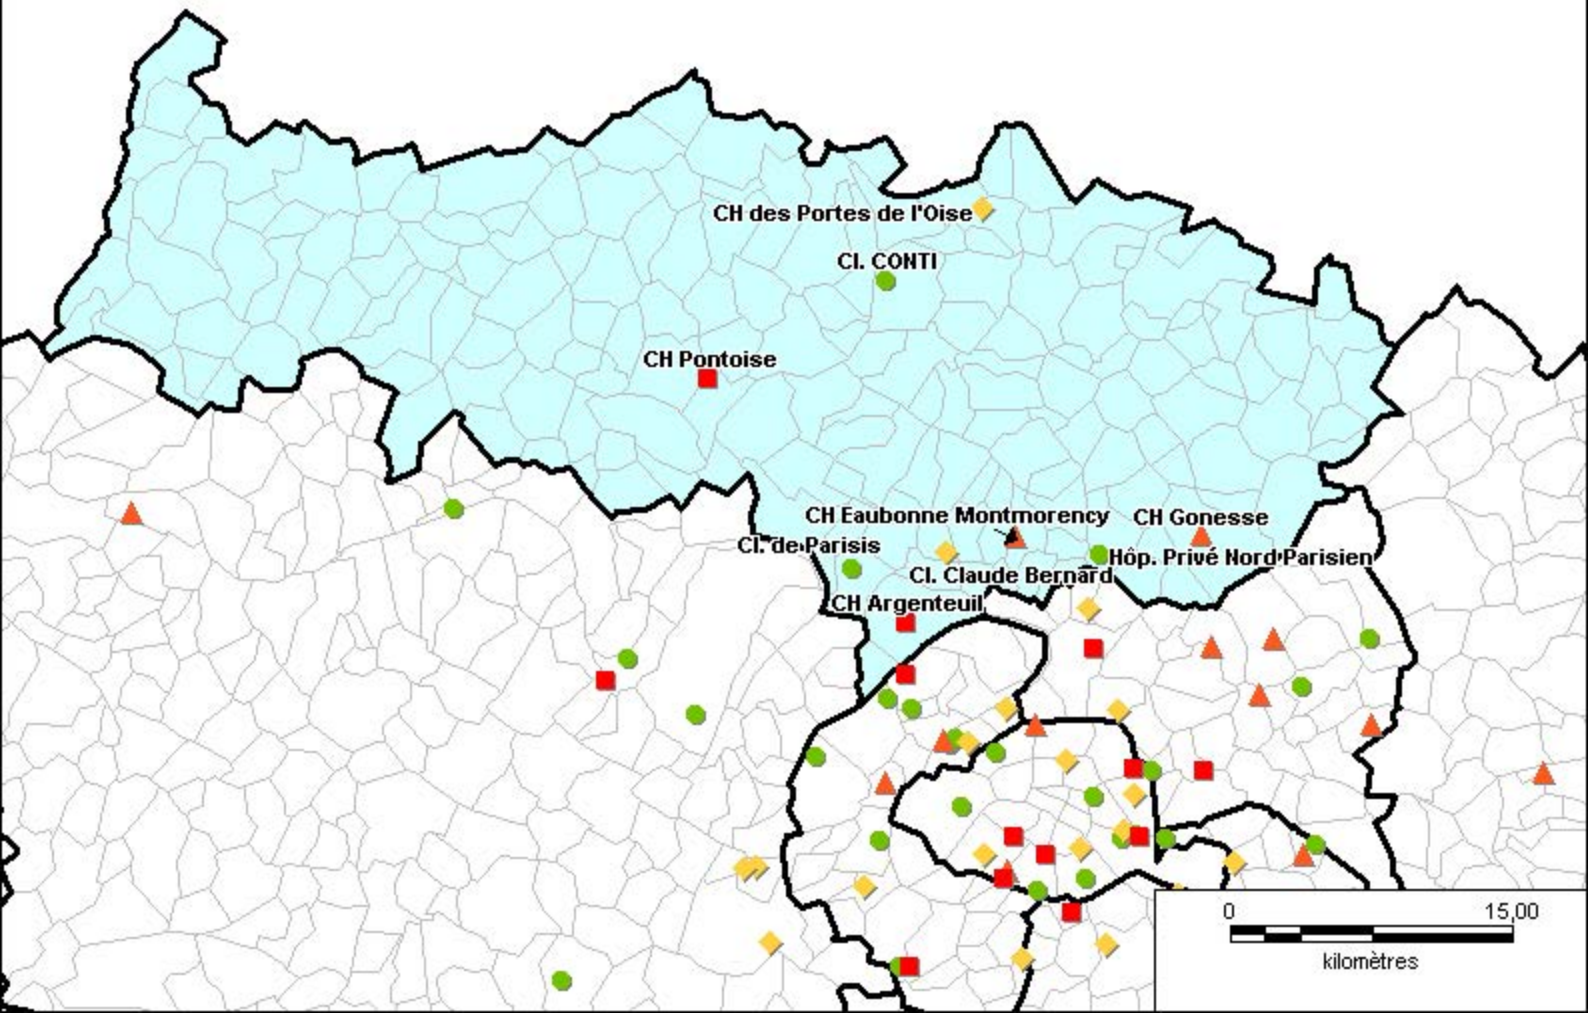 CH des Portes de l'Oise
Cl. CONTI
CH Pontoise
CH Eaubonne Montmorency
CH Gonesse
Cl. de Parisis
Hôp. Privé Nord Parisien
Cl. Claude Bernard
CH Argenteuil
0 15,00
kilomètres